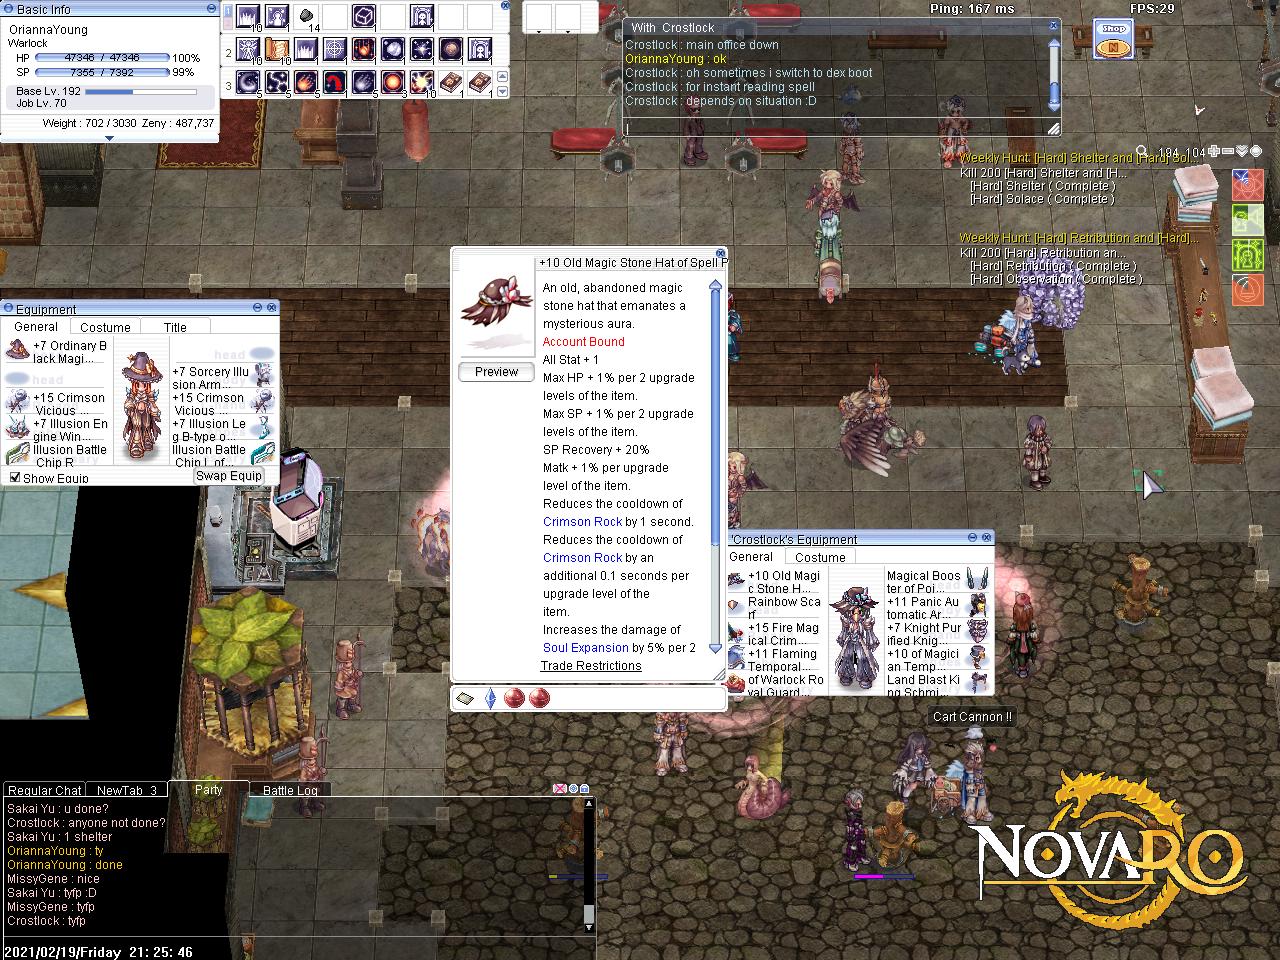 Basic Info
OriannaYoung
Warlock
HP 47346 / 47346 100%
SP 7355 / 7392 99%
Base Lv. 192
Job Lv. 70
Weight : 702 / 3030 Zeny : 487,737
1
10
1
14
1
1
2
10
3
Ping: 167 ms
FPS:29
Shop
N
With Crostlock
Crostlock : main office down
OriannaYoung : ok
Crostlock : oh sometimes i switch to dex boot
Crostlock : for instant reading spell
Crostlock : depends on situation :D
194 104
Weekly Hunt: [Hard] Shelter and [Hard] Sol...
Kill 200 [Hard] Shelter and [H...
[Hard] Shelter ( Complete )
[Hard] Solace ( Complete )
Weekly Hunt: [Hard] Retribution and [Hard]...
Kill 200 [Hard] Retribution an...
[Hard] Retribution ( Complete )
[Hard] Observation ( Complete )
+10 Old Magic Stone Hat of Spell P
An old, abandoned magic
stone hat that emanates a
mysterious aura.
Account Bound
All Stat + 1
Max HP + 1% per 2 upgrade
levels of the item.
Max SP + 1% per 2 upgrade
levels of the item.
SP Recovery + 20%
Matk + 1% per upgrade
level of the item.
Reduces the cooldown of
Crimson Rock by 1 second.
Reduces the cooldown of
Crimson Rock by an
additional 0.1 seconds per
upgrade level of the
item.
Increases the damage of
Soul Expansion by 5% per 2
Preview
Trade Restrictions
Equipment
General
Costume
Title
+7 Ordinary B
lack Magi...
head
head
+7 Sorcery Illu
sion Arm...
+15 Crimson
Vicious ...
+15 Crimson
Vicious ...
+7 Illusion En
gine Win...
+7 Illusion Le
g B-type o...
Illusion Battle
Chip R
Illusion Battle
Chip L of...
Show Equip
Swap Equip
'Crostlock's Equipment
General
Costume
+10 Old Magi
c Stone H...
Magical Boos
ter of Poi...
Rainbow Sca
rf
+11 Panic Au
tomatic Ar...
+15 Fire Mag
ical Crim...
+7 Knight Pur
ified Knig...
+11 Flaming
Temporal...
+10 of Magici
an Temp...
of Warlock Ro
yal Guard...
Land Blast Ki
ng Schmi...
Cart Cannon !!
Regular Chat
NewTab_3
Party
Battle Log
Sakai Yu : u done?
Crostlock : anyone not done?
Sakai Yu : 1 shelter
OriannaYoung : ty
OriannaYoung : done
MissyGene : nice
Sakai Yu : tyfp :D
MissyGene : tyfp
Crostlock : tyfp
2021/02/19/Friday 21: 25: 46
NOVARO